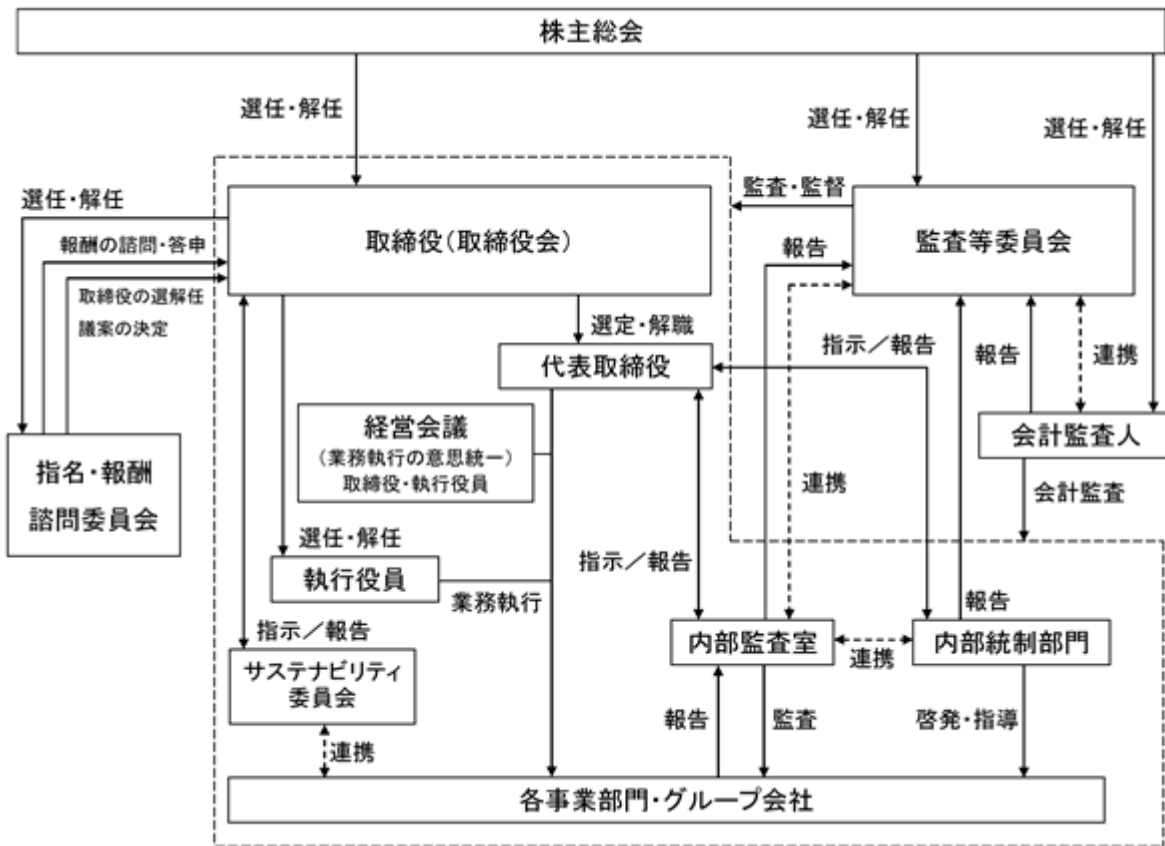 株主総会
選任・解任
選任・解任
選任・解任
選任・解任
監査・監督
取締役(取締役会)
監査等委員会
報酬の諮問・答申
報告
取締役の選解任
議案の決定
選定・解職
指示／報告
報告
連携
代表取締役
経営会議
(業務執行の意思統一)
取締役・執行役員
会計監査人
指名・報酬
諮問委員会
連携
会計監査
選任・解任
指示／報告
執行役員
業務執行
報告
指示／報告
内部監査室
連携
内部統制部門
サステナビリティ
委員会
報告
監査
啓発・指導
連携
各事業部門・グループ会社